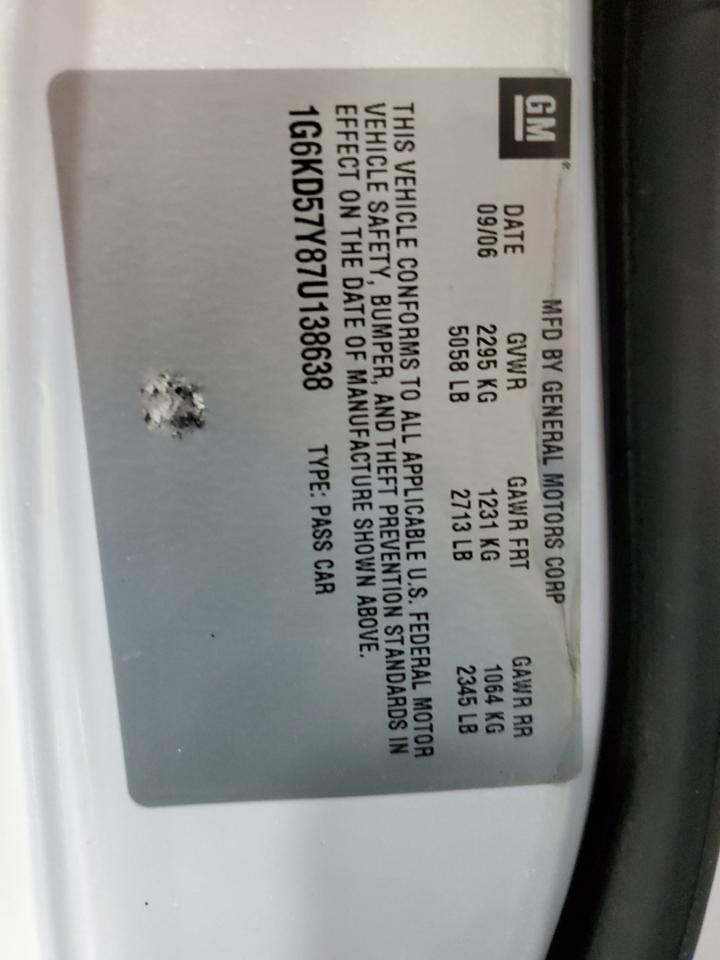 GM
MFD BY GENERAL MOTORS CORP
DATE GVWR GAWR FRT GAWR RR
09/06 2295 KG 1231 KG 1064 KG
5058 LB 2713 LB 2345 LB
THIS VEHICLE CONFORMS TO ALL APPLICABLE U.S. FEDERAL MOTOR
VEHICLE SAFETY, BUMPER, AND THEFT PREVENTION STANDARDS IN
EFFECT ON THE DATE OF MANUFACTURE SHOWN ABOVE.
1G6KD57Y87U138638 TYPE: PASS CAR